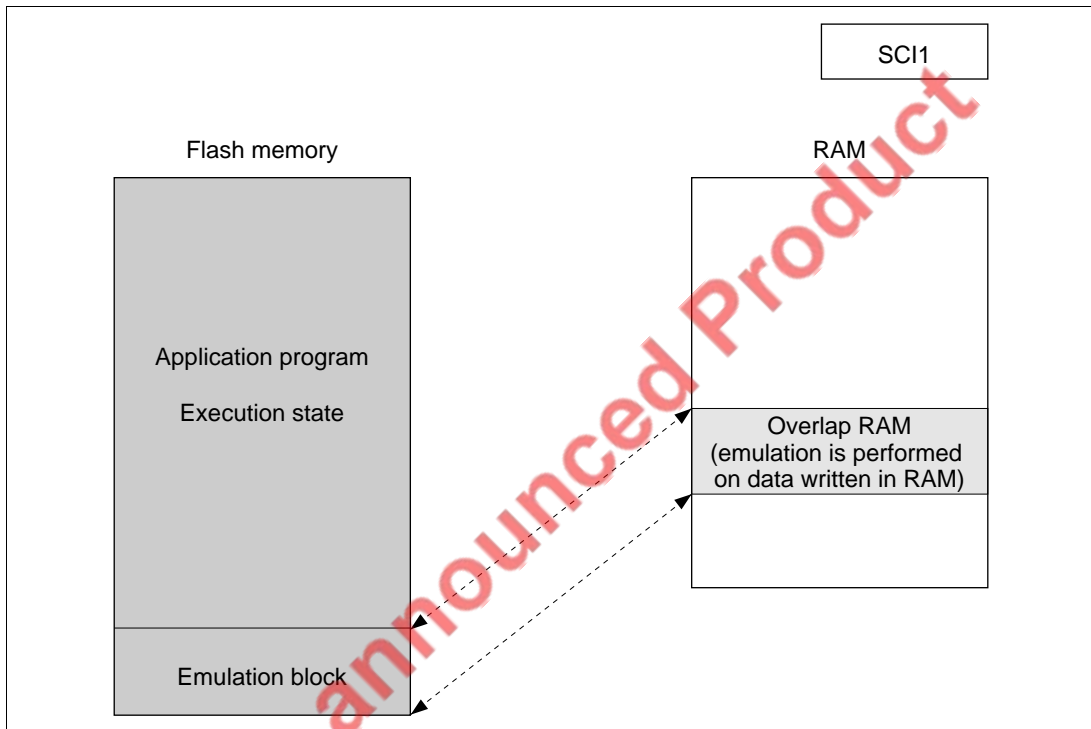 SCI1
Flash memory
RAM
Application program
Execution state
Overlap RAM
(emulation is performed
on data written in RAM)
Emulation block
announced Product